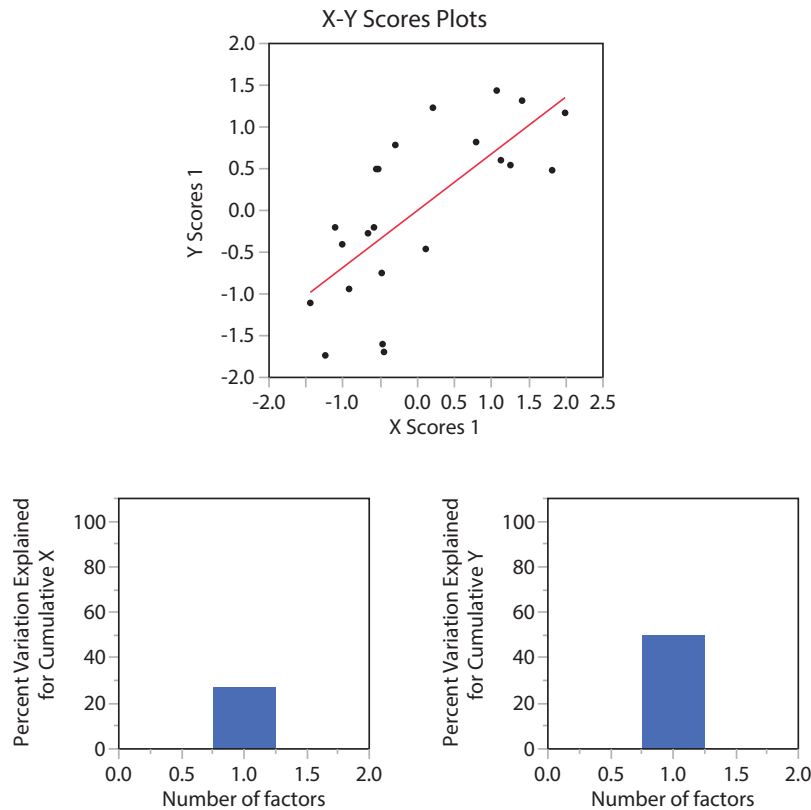 X-Y Scores Plots
2.0
1.5
1.0
0.5
0.0
-0.5
-1.0
-1.5
-2.0
Y Scores 1
-2.0 -1.0 0.0 0.5 1.0 1.5 2.0 2.5
X Scores 1
Percent Variation Explained
for Cumulative X
100
80
60
40
20
0
0.0 0.5 1.0 1.5 2.0
Number of factors
Percent Variation Explained
for Cumulative Y
100
80
60
40
20
0
0.0 0.5 1.0 1.5 2.0
Number of factors